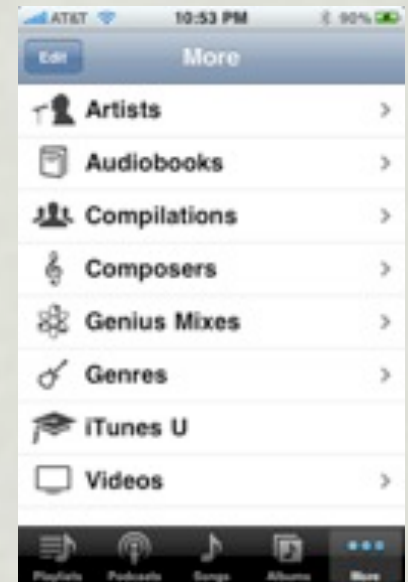 AT&T 10:53 PM 90%
Edit More
Artists
Audiobooks
Compilations
Composers
Genius Mixes
Genres
iTunes U
Videos
Playlists Podcasts Songs Albums More